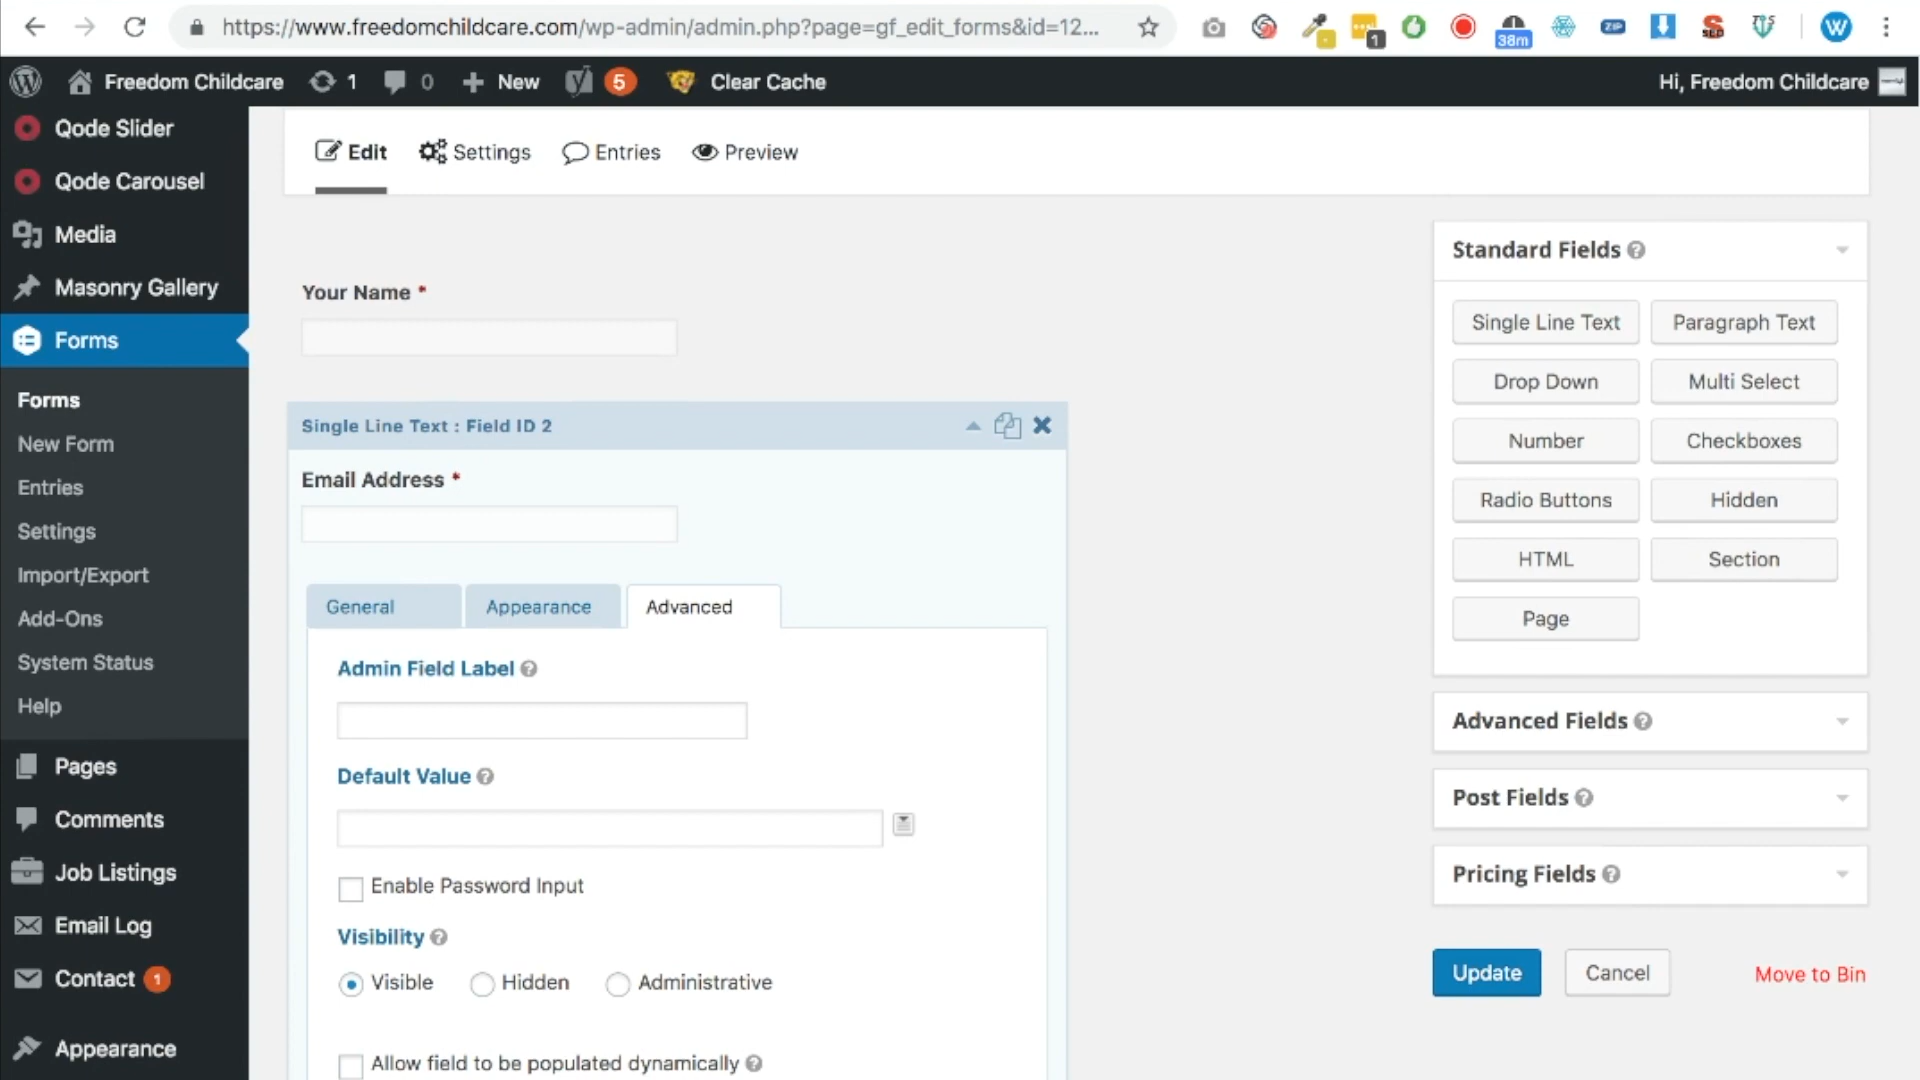 https://www.freedomchildcare.com/wp-admin/admin.php?page=gf_edit_forms&id=12...
1
38m
ZIP
SEO
W
Freedom Childcare
1
0
New
5
Clear Cache
Hi, Freedom Childcare
Qode Slider
Qode Carousel
Media
Masonry Gallery
Forms
Forms
New Form
Entries
Settings
Import/Export
Add-Ons
System Status
Help
Pages
Comments
Job Listings
Email Log
Contact 1
Appearance
Edit
Settings
Entries
Preview
Your Name *
Single Line Text : Field ID 2
Email Address *
General
Appearance
Advanced
Admin Field Label ?
Default Value ?
Enable Password Input
Visibility ?
Visible
Hidden
Administrative
Allow field to be populated dynamically ?
Standard Fields ?
Single Line Text
Paragraph Text
Drop Down
Multi Select
Number
Checkboxes
Radio Buttons
Hidden
HTML
Section
Page
Advanced Fields ?
Post Fields ?
Pricing Fields ?
Update
Cancel
Move to Bin